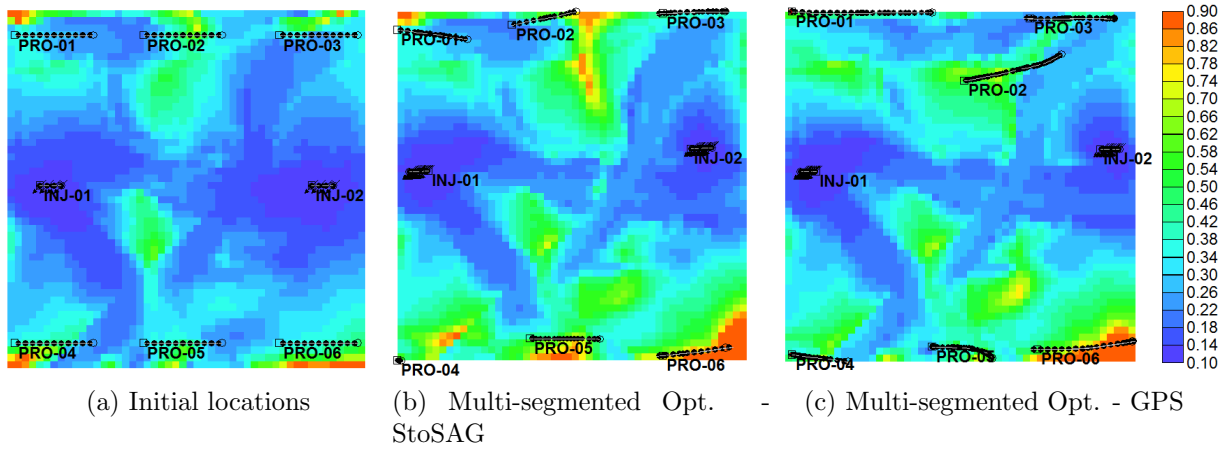 PRO-01 PRO-02 PRO-03
INJ-01 INJ-02
PRO-04 PRO-05 PRO-06
PRO-01 PRO-02 PRO-03
INJ-01 INJ-02
PRO-04 PRO-05 PRO-06
PRO-01 PRO-02 PRO-03
INJ-01 INJ-02
PRO-04 PRO-05 PRO-06
0.90
0.86
0.82
0.78
0.74
0.70
0.66
0.62
0.58
0.54
0.50
0.46
0.42
0.38
0.34
0.30
0.26
0.22
0.18
0.14
0.10
(a) Initial locations
(b) Multi-segmented Opt. -
StoSAG
(c) Multi-segmented Opt. - GPS